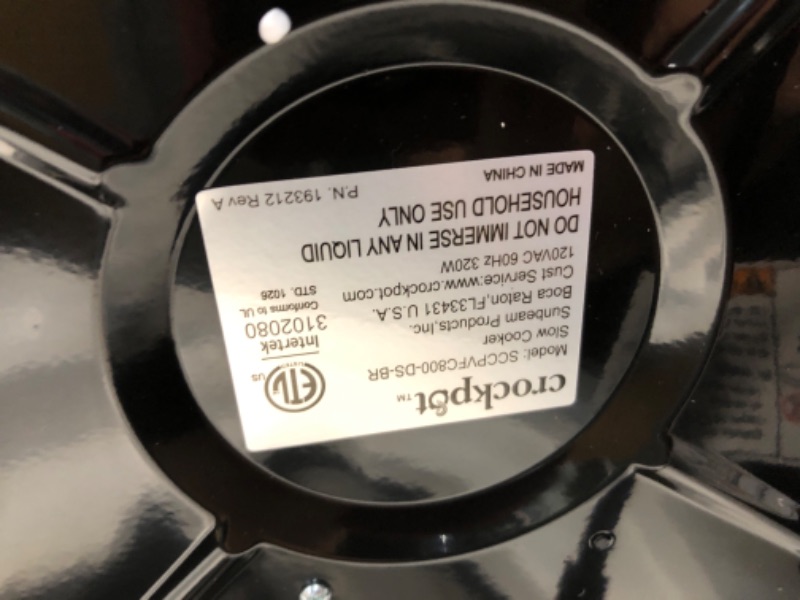 crockpot™
Model: SCCPVFC800-DS-BR
Slow Cooker
Sunbeam Products,Inc.
Boca Raton,FL33431 U.S.A.
Cust Service:www.crockpot.com
120VAC 60Hz 320W
DO NOT IMMERSE IN ANY LIQUID
HOUSEHOLD USE ONLY
MADE IN CHINA
ETL
LISTED
US
Intertek
3102080
Conforms to UL
STD. 1026
P.N. 193212 Rev A